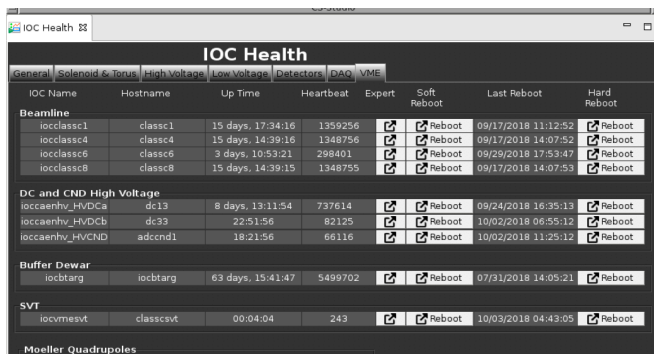 CS-Studio
IOC Health
IOC Health
General Solenoid & Torus High Voltage Low Voltage Detectors DAQ VME
IOC Name Hostname Up Time Heartbeat Expert Soft Reboot Last Reboot Hard Reboot
Beamline
iocclassc1 classc1 15 days, 17:34:16 1359256 Reboot 09/17/2018 11:12:52 Reboot
iocclassc4 classc4 15 days, 14:39:16 1348756 Reboot 09/17/2018 14:07:52 Reboot
iocclassc6 classc6 3 days, 10:53:21 298401 Reboot 09/29/2018 17:53:47 Reboot
iocclassc8 classc8 15 days, 14:39:15 1348755 Reboot 09/17/2018 14:07:53 Reboot
DC and CND High Voltage
ioccaenhv_HVDCa dc13 8 days, 13:11:54 737614 Reboot 09/24/2018 16:35:13 Reboot
ioccaenhv_HVDCb dc33 22:51:56 82125 Reboot 10/02/2018 06:55:12 Reboot
ioccaenhv_HVCND adccnd1 18:21:56 66116 Reboot 10/02/2018 11:25:12 Reboot
Buffer Dewar
iocbtarg iocbtarg 63 days, 15:41:47 5499702 Reboot 07/31/2018 14:05:21 Reboot
SVT
iocvmesvt classcsvt 00:04:04 243 Reboot 10/03/2018 04:43:05 Reboot
Moeller Quadrupoles